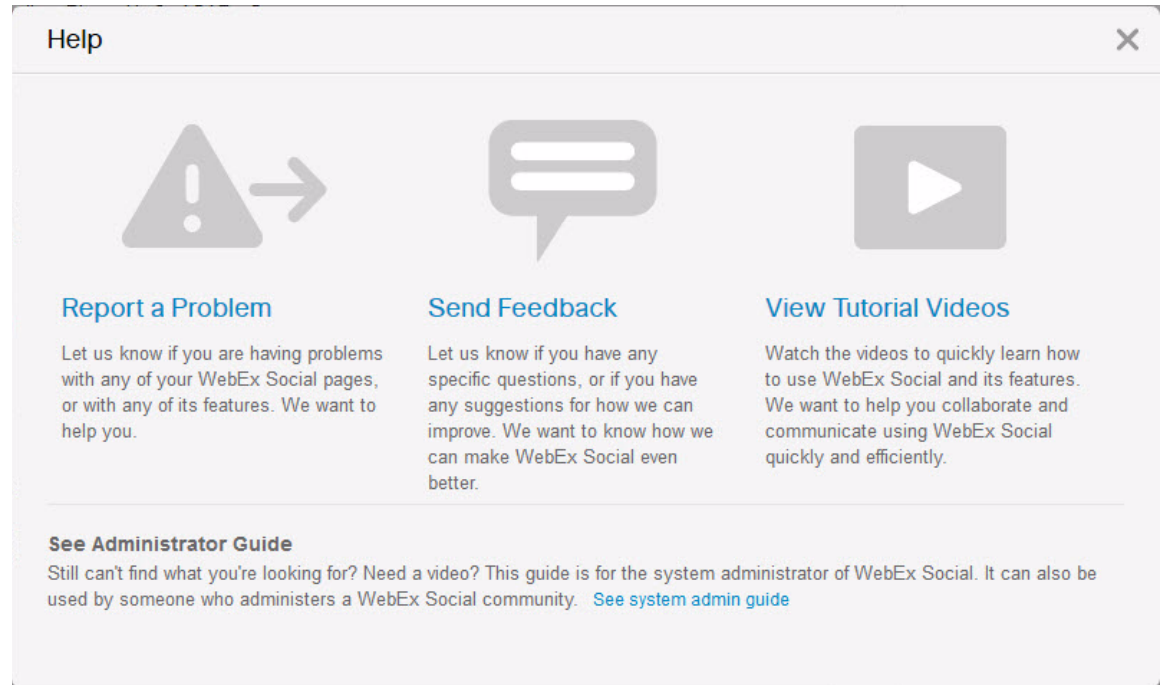 Help
Report a Problem
Let us know if you are having problems
with any of your WebEx Social pages,
or with any of its features. We want to
help you.
Send Feedback
Let us know if you have any
specific questions, or if you have
any suggestions for how we can
improve. We want to know how we
can make WebEx Social even
better.
View Tutorial Videos
Watch the videos to quickly learn how
to use WebEx Social and its features.
We want to help you collaborate and
communicate using WebEx Social
quickly and efficiently.
See Administrator Guide
Still can't find what you're looking for? Need a video? This guide is for the system administrator of WebEx Social. It can also be
used by someone who administers a WebEx Social community. See system admin guide